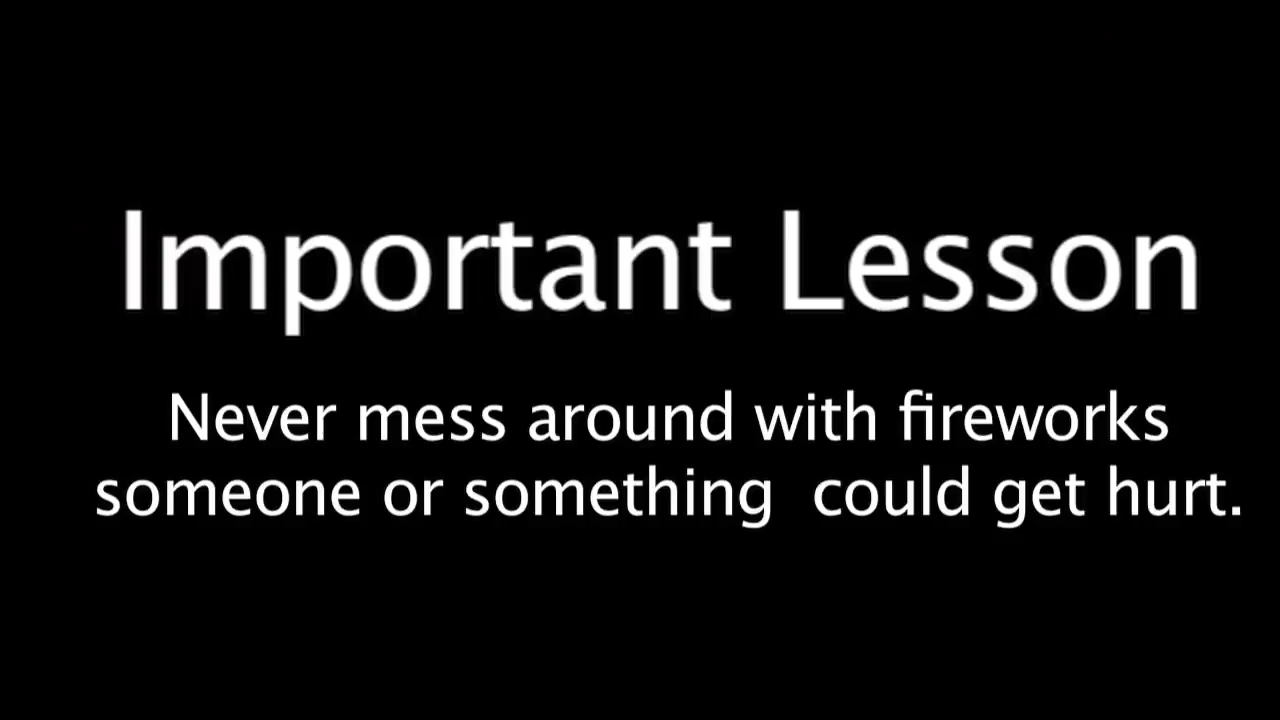 Important Lesson
Never mess around with fireworks
someone or something  could get hurt.